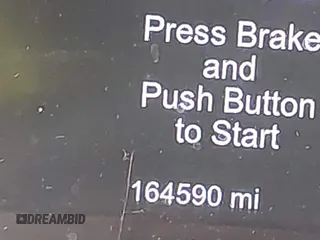 Press Brake
and
Push Button
to Start
164590 mi
DREAMBID